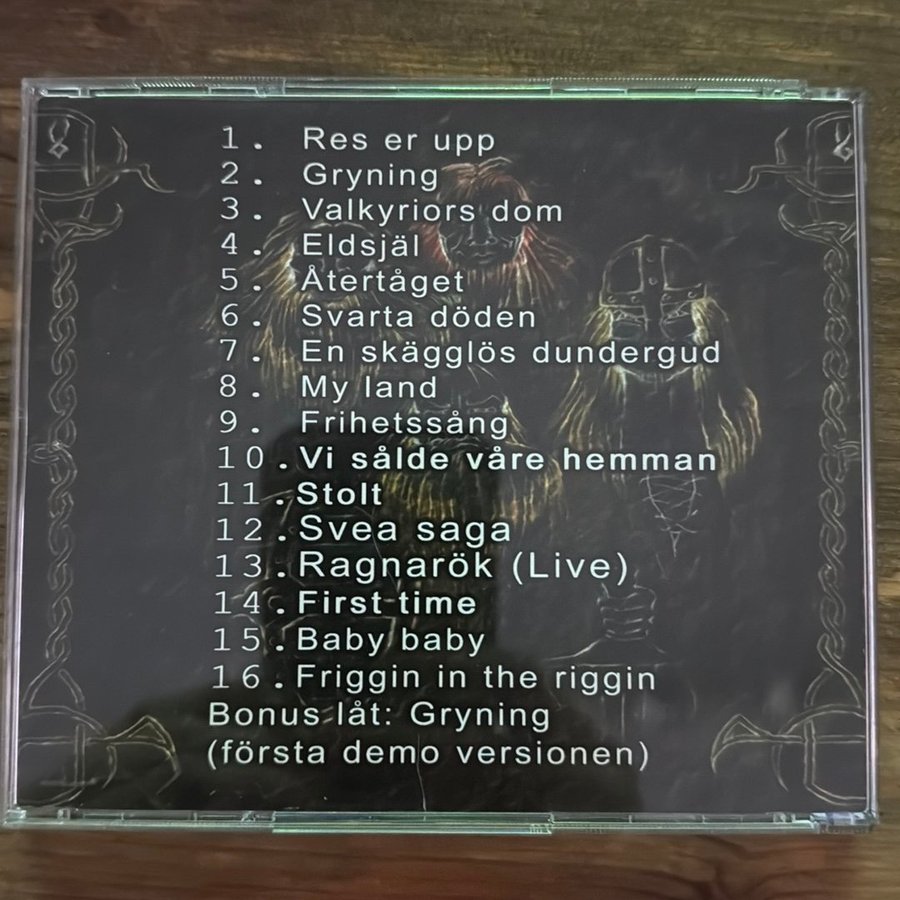 1. Res er upp
2. Gryning
3. Valkyriors dom
4. Eldsjäl
5. Återtåget
6. Svarta döden
7. En skägglös dundergud
8. My land
9. Frihetssång
10. Vi sålde våre hemman
11. Stolt
12. Svea saga
13. Ragnarök (Live)
14. First time
15. Baby baby
16. Friggin in the riggin
Bonus låt: Gryning
(första demo versionen)